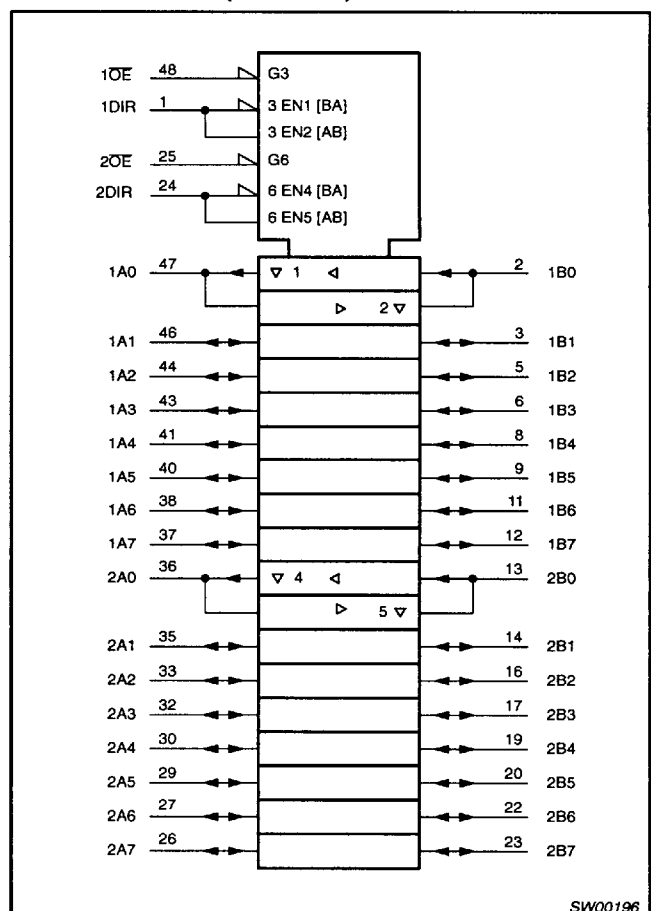 1O̅E̅ 48 G3
1DIR 1 3 EN1 [BA]
3 EN2 [AB]
2O̅E̅ 25 G6
2DIR 24 6 EN4 [BA]
6 EN5 [AB]
1A0 47 ▽ 1 ◁ 2 1B0
▷ 2 ▽
1A1 46 3 1B1
1A2 44 5 1B2
1A3 43 6 1B3
1A4 41 8 1B4
1A5 40 9 1B5
1A6 38 11 1B6
1A7 37 12 1B7
2A0 36 ▽ 4 ◁ 13 2B0
▷ 5 ▽
2A1 35 14 2B1
2A2 33 16 2B2
2A3 32 17 2B3
2A4 30 19 2B4
2A5 29 20 2B5
2A6 27 22 2B6
2A7 26 23 2B7
SW00196